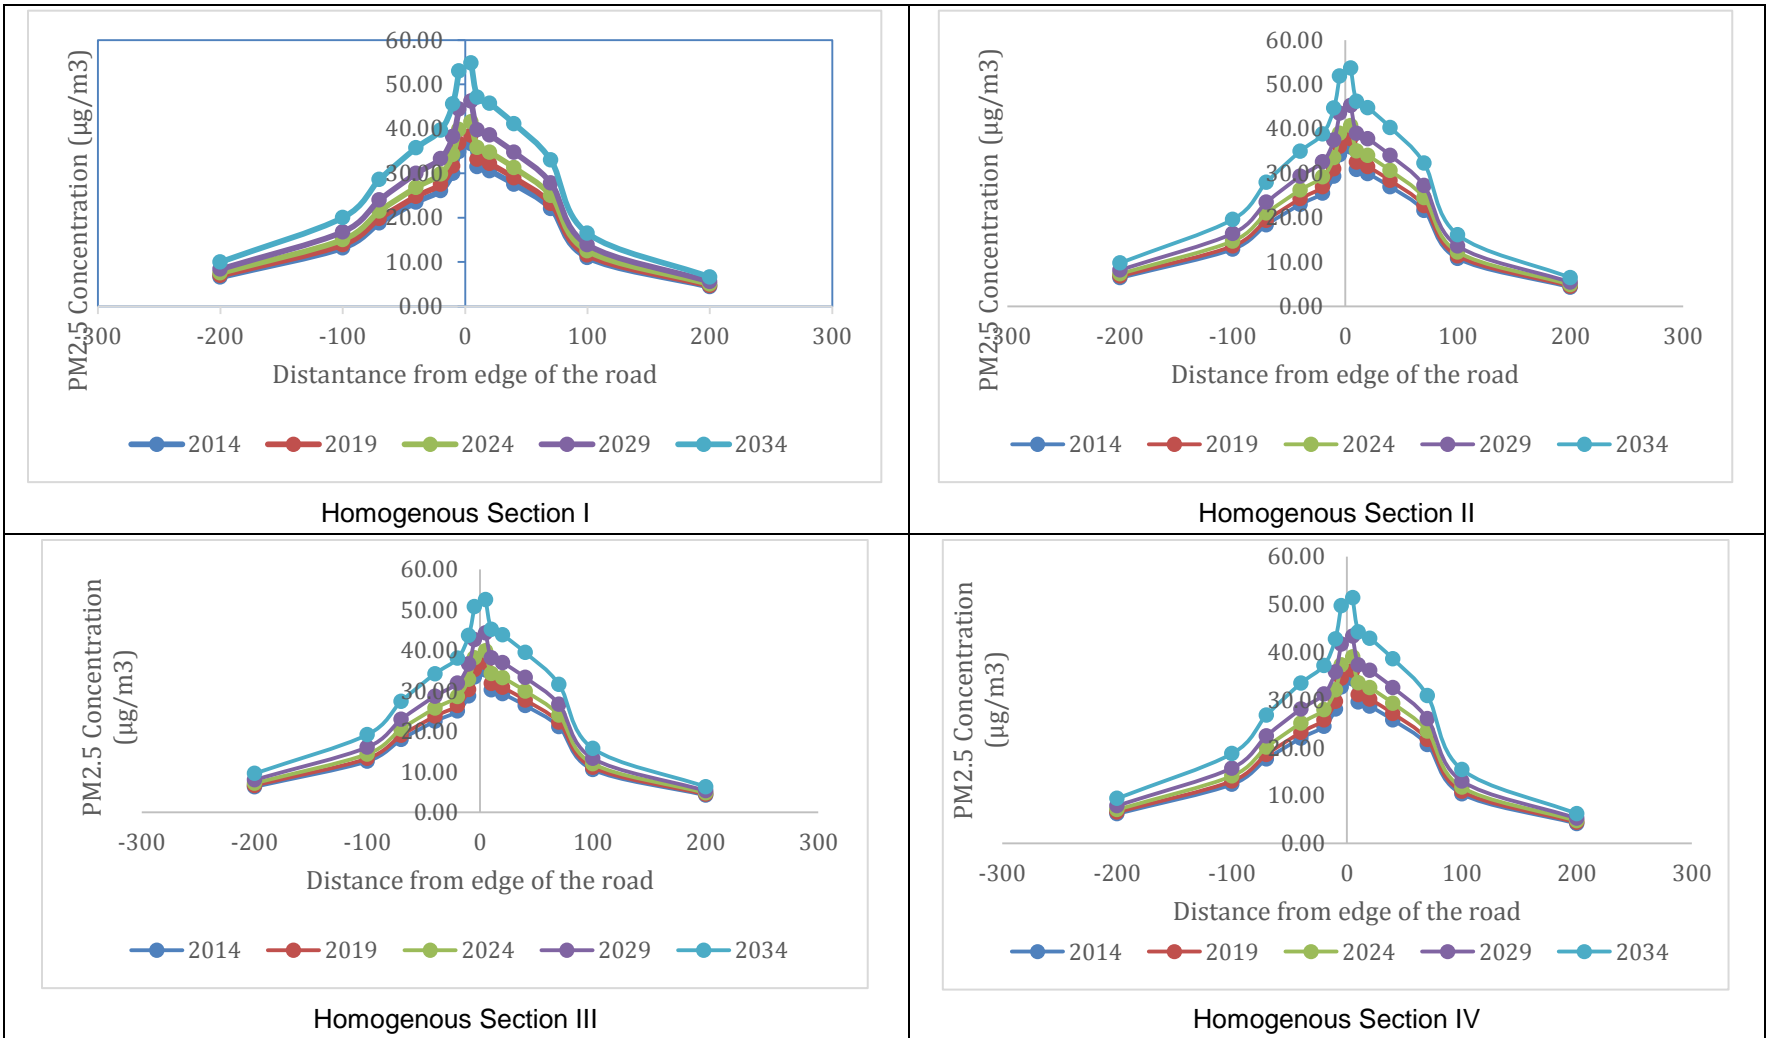 PM2.5 Concentration (µg/m3)
60.00
50.00
40.00
30.00
20.00
10.00
0.00
-300 -200 -100 0 100 200 300
Distantance from edge of the road
2014 2019 2024 2029 2034
Homogenous Section I
PM2.5 Concentration (µg/m3)
60.00
50.00
40.00
30.00
20.00
10.00
0.00
-300 -200 -100 0 100 200 300
Distance from edge of the road
2014 2019 2024 2029 2034
Homogenous Section II
PM2.5 Concentration
(µg/m3)
60.00
50.00
40.00
30.00
20.00
10.00
0.00
-300 -200 -100 0 100 200 300
Distance from edge of the road
2014 2019 2024 2029 2034
Homogenous Section III
PM2.5 Concentration
(µg/m3)
60.00
50.00
40.00
30.00
20.00
10.00
0.00
-300 -200 -100 0 100 200 300
Distance from edge of the road
2014 2019 2024 2029 2034
Homogenous Section IV